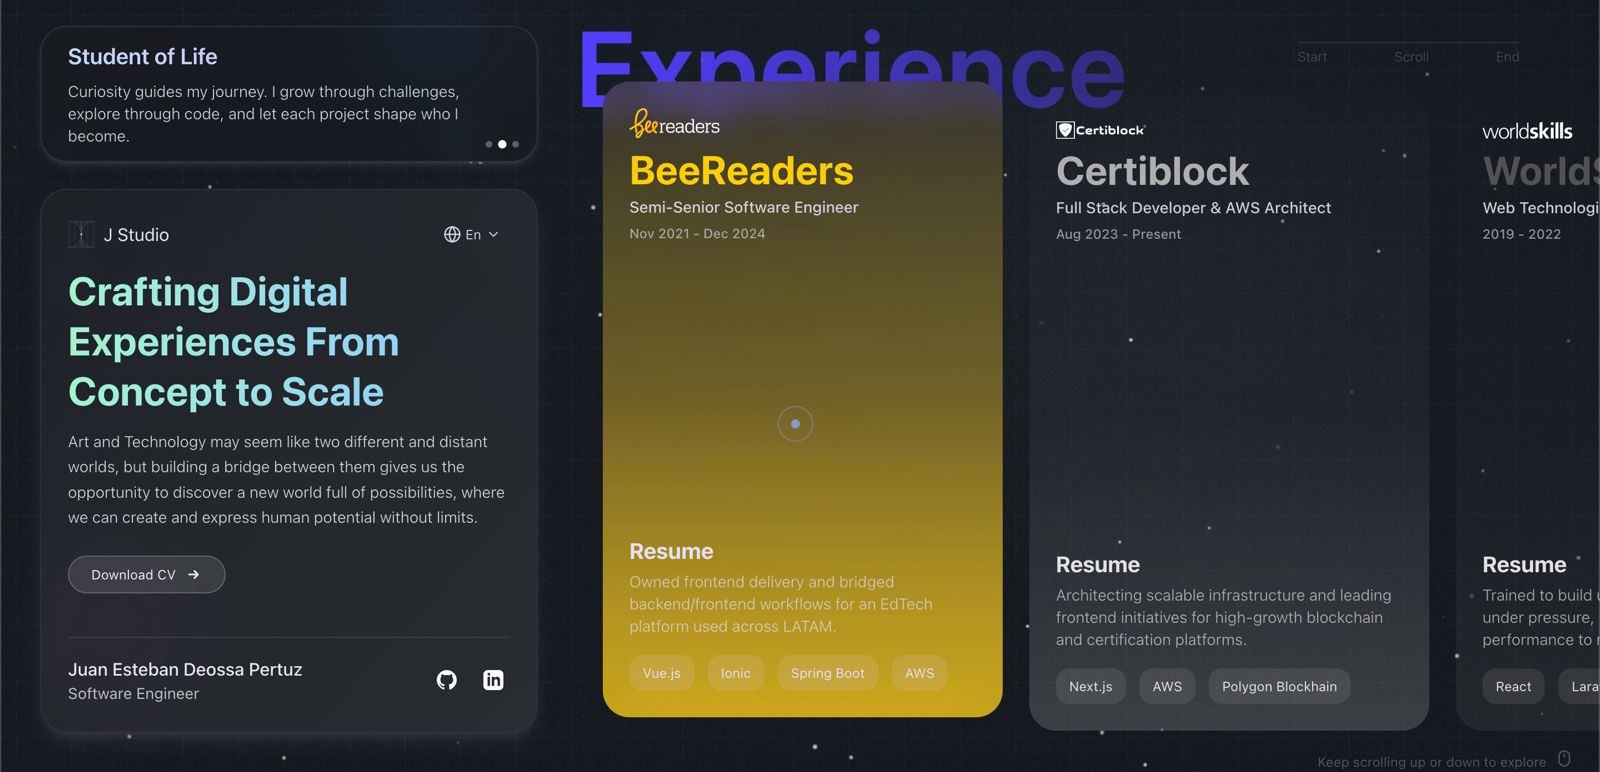 Student of Life
Curiosity guides my journey. I grow through challenges,
explore through code, and let each project shape who I
become.
J Studio
En
Crafting Digital
Experiences From
Concept to Scale
Art and Technology may seem like two different and distant
worlds, but building a bridge between them gives us the
opportunity to discover a new world full of possibilities, where
we can create and express human potential without limits.
Download CV
Juan Esteban Deossa Pertuz
Software Engineer
Experience
Start Scroll End
beereaders
BeeReaders
Semi-Senior Software Engineer
Nov 2021 - Dec 2024
Resume
Owned frontend delivery and bridged
backend/frontend workflows for an EdTech
platform used across LATAM.
Vue.js Ionic Spring Boot AWS
Certiblock
Certiblock
Full Stack Developer & AWS Architect
Aug 2023 - Present
Resume
Architecting scalable infrastructure and leading
frontend initiatives for high-growth blockchain
and certification platforms.
Next.js AWS Polygon Blockhain
worldskills
WorldS
Web Technologi
2019 - 2022
Resume
Trained to build u
under pressure,
performance to r
React Lara
Keep scrolling up or down to explore